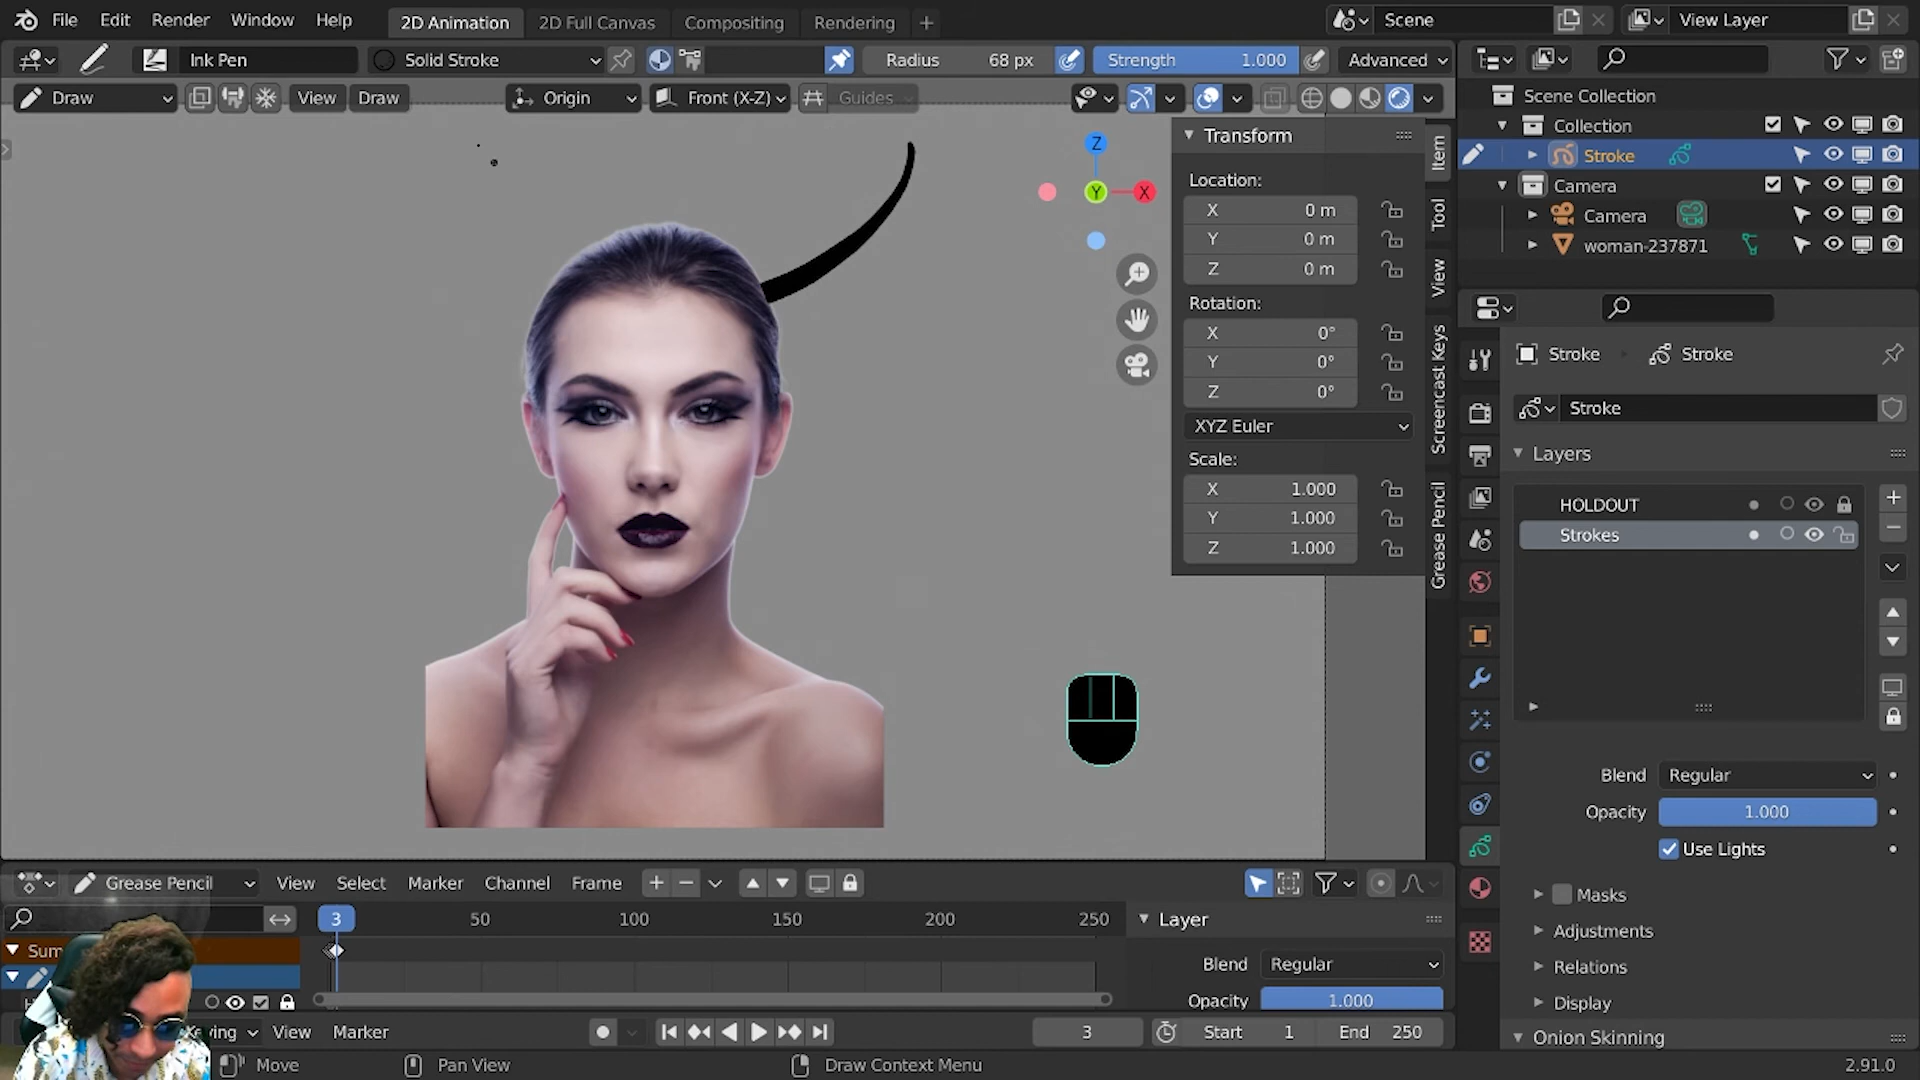 File Edit Render Window Help 2D Animation 2D Full Canvas Compositing Rendering + Scene View Layer
Ink Pen Solid Stroke Radius 68 px Strength 1.000 Advanced
Draw View Draw Origin Front (X-Z) Guides
Z
Y
X
Transform
Location:
X 0 m
Y 0 m
Z 0 m
Rotation:
X 0°
Y 0°
Z 0°
XYZ Euler
Scale:
X 1.000
Y 1.000
Z 1.000
Item
Tool
View
Screencast Keys
Grease Pencil
Scene Collection
Collection
Stroke
Camera
Camera
woman-237871
Stroke Stroke
Stroke
Layers
HOLDOUT
Strokes
Blend Regular
Opacity 1.000
Use Lights
Masks
Adjustments
Relations
Display
Onion Skinning
Grease Pencil View Select Marker Channel Frame
3 50 100 150 200 250
Sum
Layer
Blend Regular
Opacity 1.000
View Marker 3 Start 1 End 250
Move Pan View Draw Context Menu 2.91.0